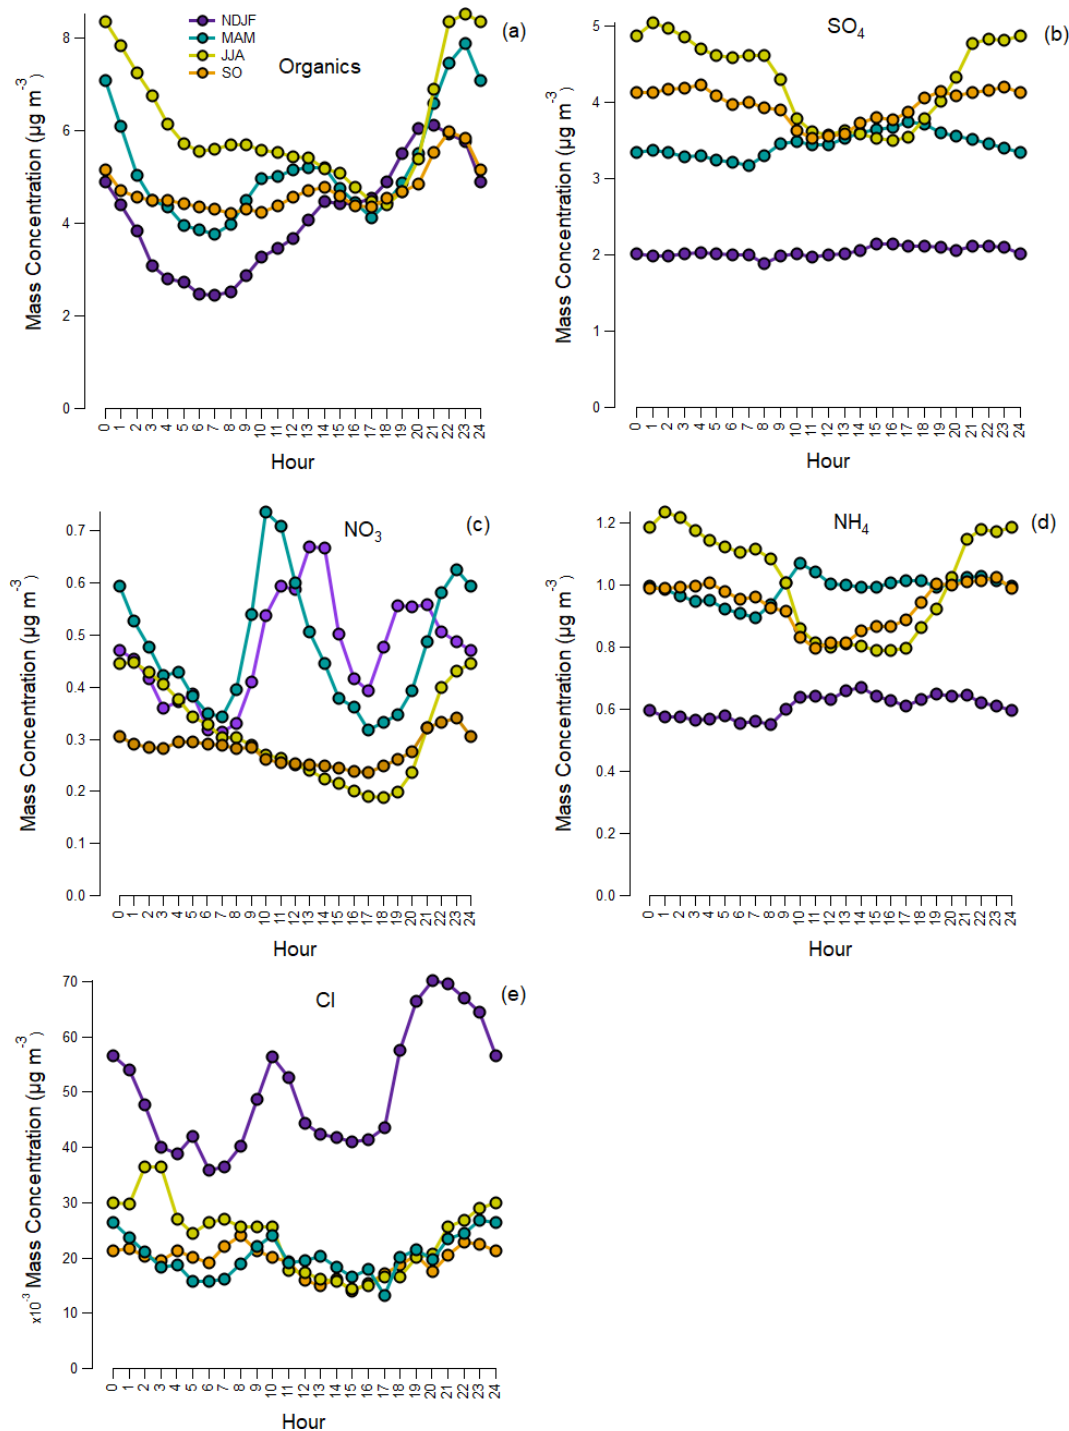 NDJF
MAM
JJA
SO
(a)
Organics
Mass Concentration (µg m⁻³)
8
6
4
2
0
0 1 2 3 4 5 6 7 8 9 10 11 12 13 14 15 16 17 18 19 20 21 22 23 24
Hour
SO₄
(b)
Mass Concentration (µg m⁻³)
5
4
3
2
1
0
0 1 2 3 4 5 6 7 8 9 10 11 12 13 14 15 16 17 18 19 20 21 22 23 24
Hour
NO₃
(c)
Mass Concentration (µg m⁻³)
0.7
0.6
0.5
0.4
0.3
0.2
0.1
0.0
0 1 2 3 4 5 6 7 8 9 10 11 12 13 14 15 16 17 18 19 20 21 22 23 24
Hour
NH₄
(d)
Mass Concentration (µg m⁻³)
1.2
1.0
0.8
0.6
0.4
0.2
0.0
0 1 2 3 4 5 6 7 8 9 10 11 12 13 14 15 16 17 18 19 20 21 22 23 24
Hour
Cl
(e)
x10⁻³ Mass Concentration (µg m⁻³)
70
60
50
40
30
20
10
0
0 1 2 3 4 5 6 7 8 9 10 11 12 13 14 15 16 17 18 19 20 21 22 23 24
Hour